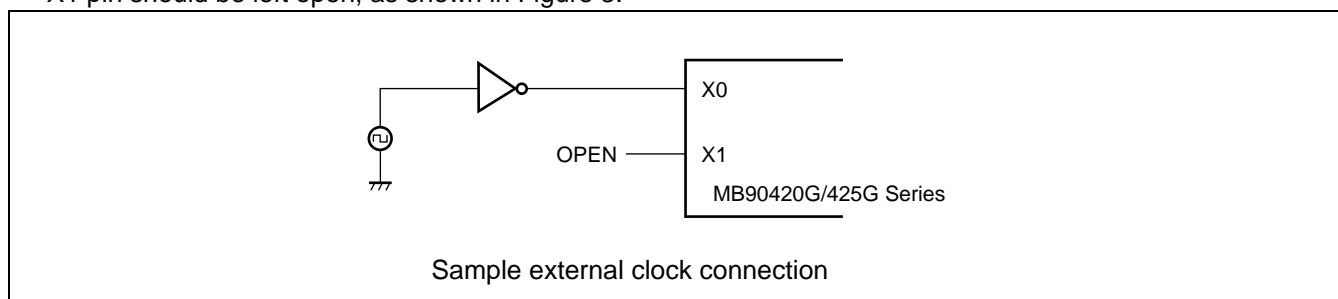 X1 pin should be left open, as shown in Figure 3.
X0
OPEN
X1
MB90420G/425G Series
Sample external clock connection